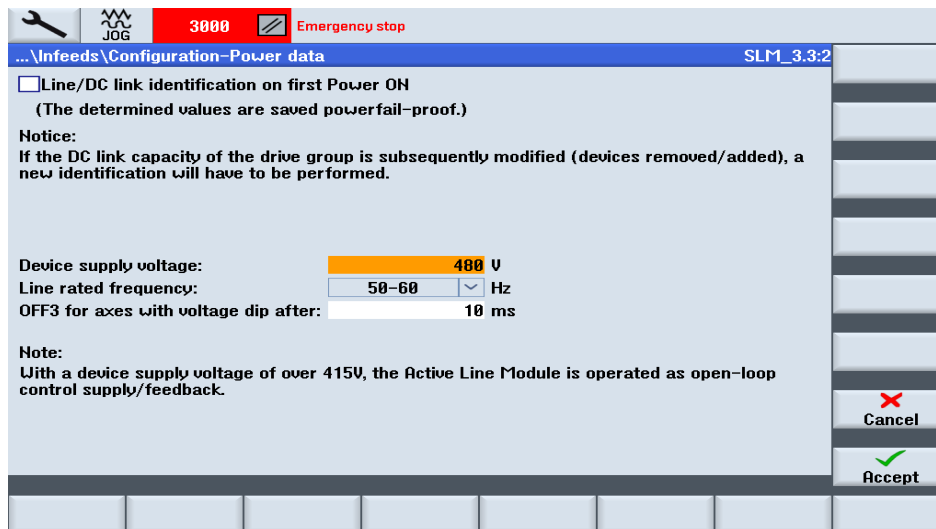 JOG
3000
Emergency stop
...\Infeeds\Configuration-Power data SLM_3.3:2
Line/DC link identification on first Power ON
(The determined values are saved powerfail-proof.)
Notice:
If the DC link capacity of the drive group is subsequently modified (devices removed/added), a
new identification will have to be performed.
Device supply voltage: 480 V
Line rated frequency: 50-60 Hz
OFF3 for axes with voltage dip after: 10 ms
Note:
With a device supply voltage of over 415V, the Active Line Module is operated as open-loop
control supply/feedback.
Cancel
Accept